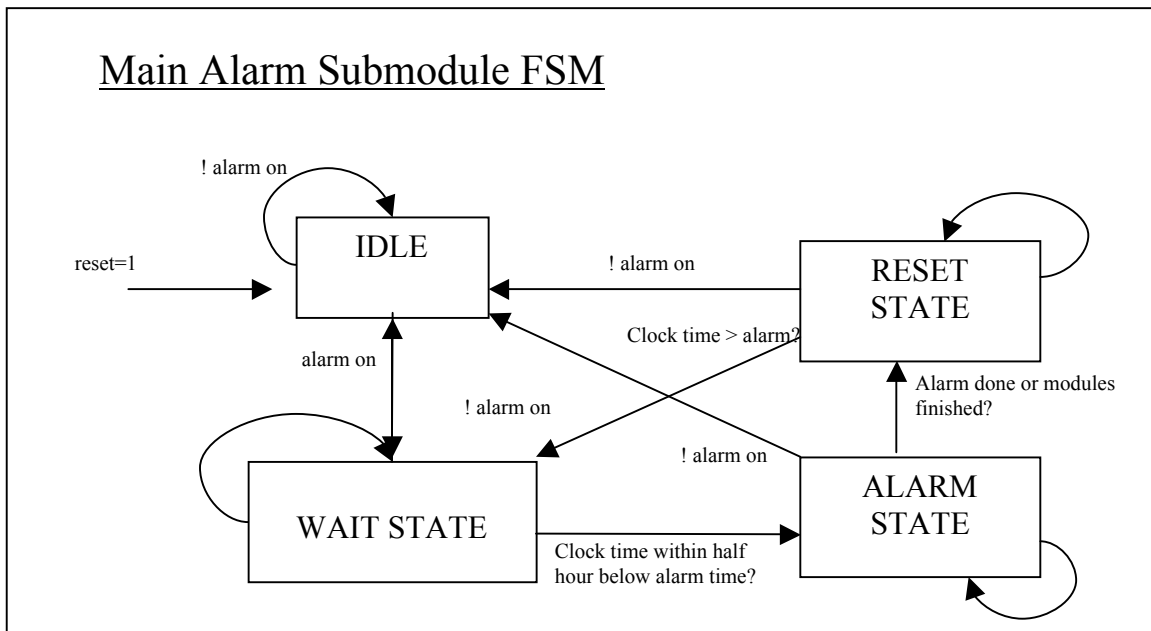 Main Alarm Submodule FSM
! alarm on
IDLE
reset=1
! alarm on
RESET
STATE
Clock time > alarm?
alarm on
Alarm done or modules
finished?
! alarm on
! alarm on
WAIT STATE
ALARM
STATE
Clock time within half
hour below alarm time?